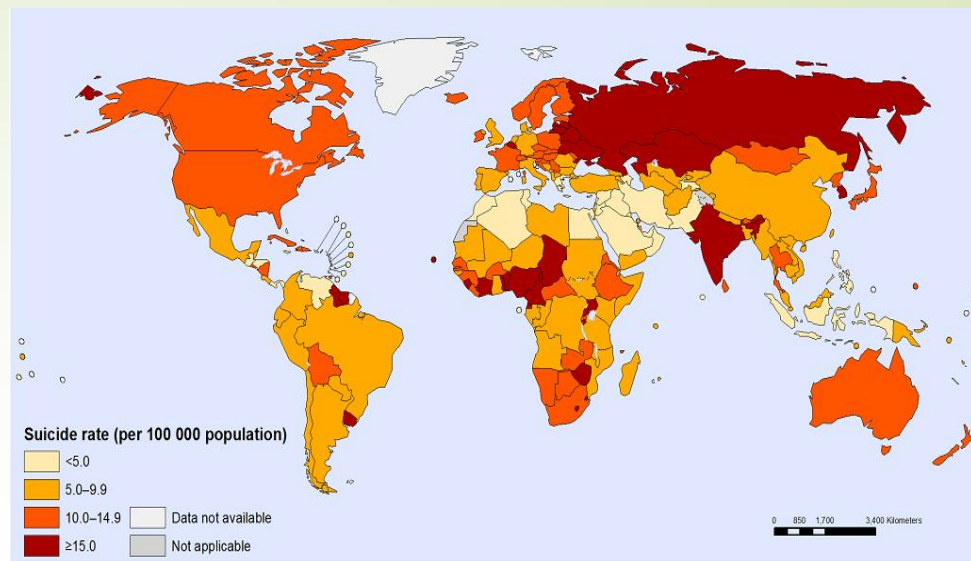 Suicide rate (per 100 000 population)
<5.0
5.0–9.9
10.0–14.9
≥15.0
Data not available
Not applicable
0 850 1,700 3,400 Kilometers